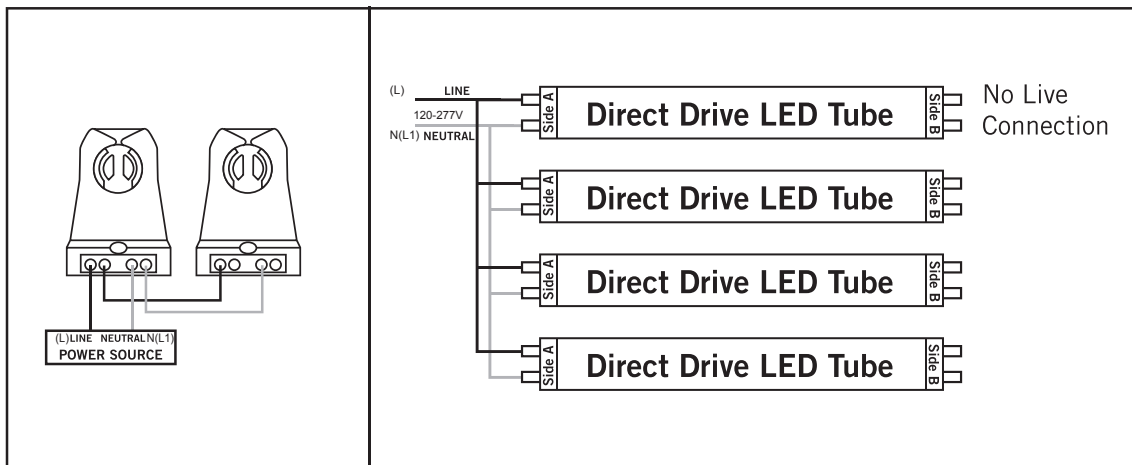 (L)LINE NEUTRALN(L1)
POWER SOURCE
(L) LINE
120-277V
N(L1) NEUTRAL
Side A Direct Drive LED Tube Side B
No Live
Connection
Side A Direct Drive LED Tube Side B
Side A Direct Drive LED Tube Side B
Side A Direct Drive LED Tube Side B